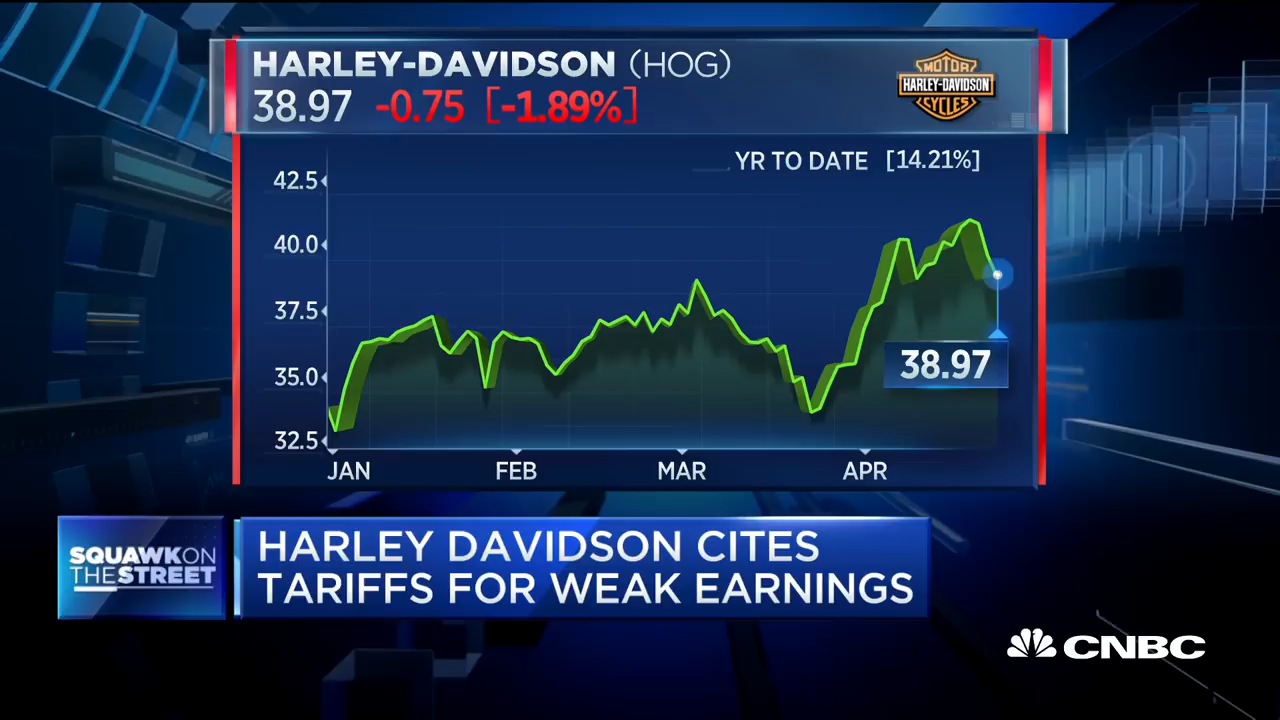 HARLEY-DAVIDSON (HOG)
38.97 -0.75 [-1.89%]
MOTOR
HARLEY-DAVIDSON
CYCLES
YR TO DATE [14.21%]
42.5
40.0
37.5
35.0
32.5
38.97
JAN FEB MAR APR
SQUAWK ON
THE STREET
HARLEY DAVIDSON CITES
TARIFFS FOR WEAK EARNINGS
CNBC